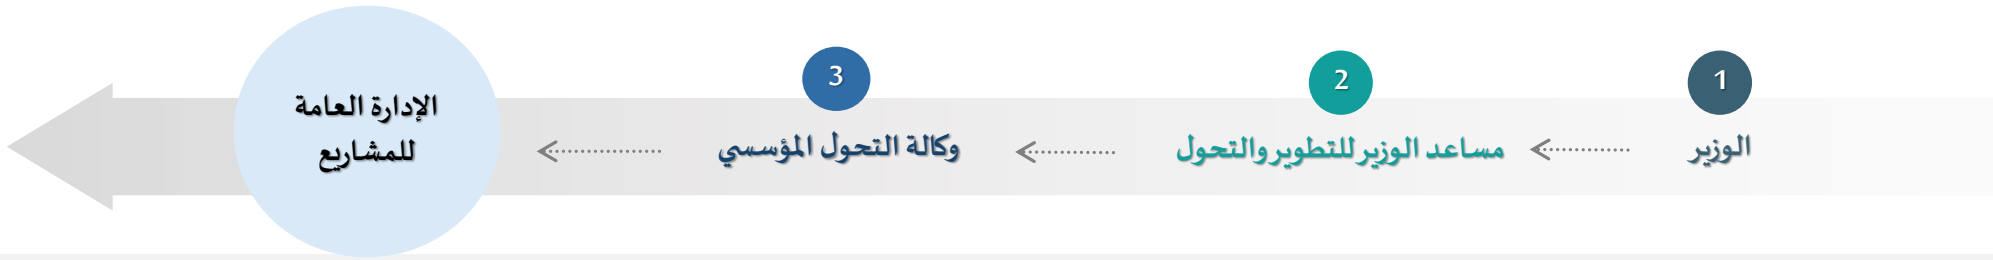 1
الوزير
2
مساعد الوزير للتطوير والتحول
3
وكالة التحول المؤسسي
الإدارة العامة
للمشاريع